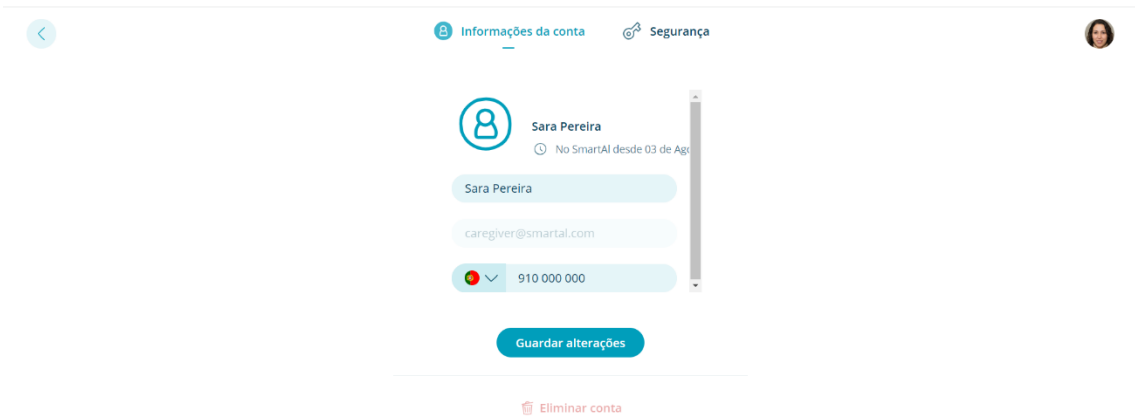 Informações da conta
Segurança
Sara Pereira
No SmartAl desde 03 de Ago
Sara Pereira
caregiver@smartal.com
910 000 000
Guardar alterações
Eliminar conta